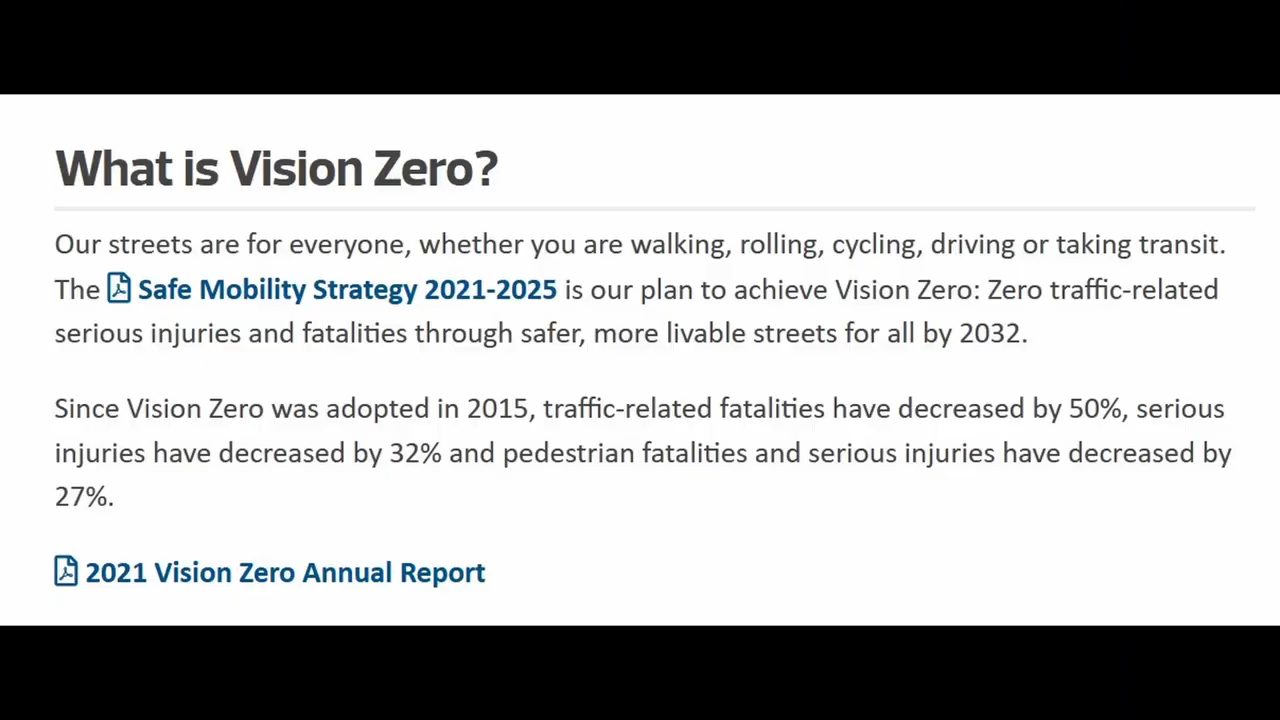 What is Vision Zero?
Our streets are for everyone, whether you are walking, rolling, cycling, driving or taking transit.
The Safe Mobility Strategy 2021-2025 is our plan to achieve Vision Zero: Zero traffic-related
serious injuries and fatalities through safer, more livable streets for all by 2032.
Since Vision Zero was adopted in 2015, traffic-related fatalities have decreased by 50%, serious
injuries have decreased by 32% and pedestrian fatalities and serious injuries have decreased by
27%.
2021 Vision Zero Annual Report